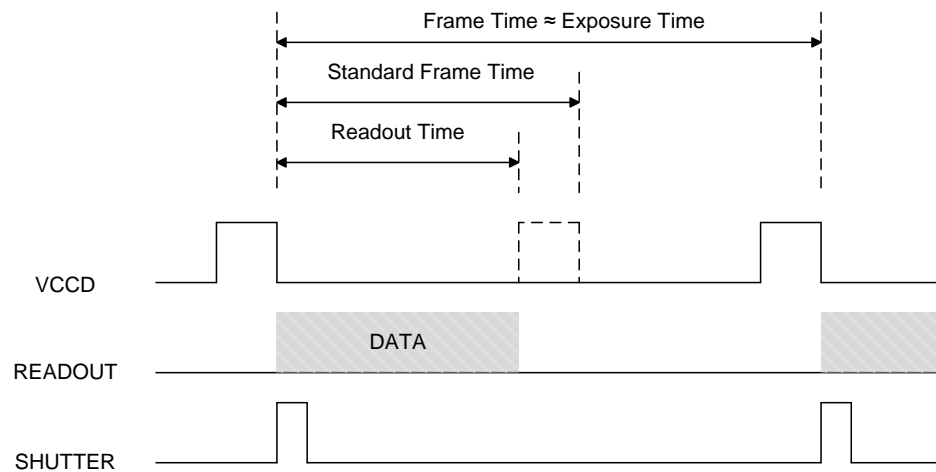 Frame Time ≈ Exposure Time
Standard Frame Time
Readout Time
VCCD
DATA
READOUT
SHUTTER